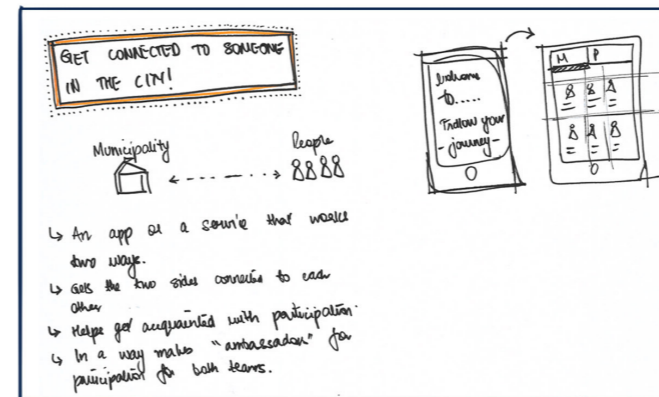 GET CONNECTED TO SOMEONE
IN THE CITY!
Municipality
People
↳ An app or a service that works
two ways.
↳ Gets the two sides connected to each
other
↳ Helps get acquainted with participation.
↳ In a way makes "ambassadors" for
participation for both teams.
Welcome
to.....
Follow your
- journey -
M P